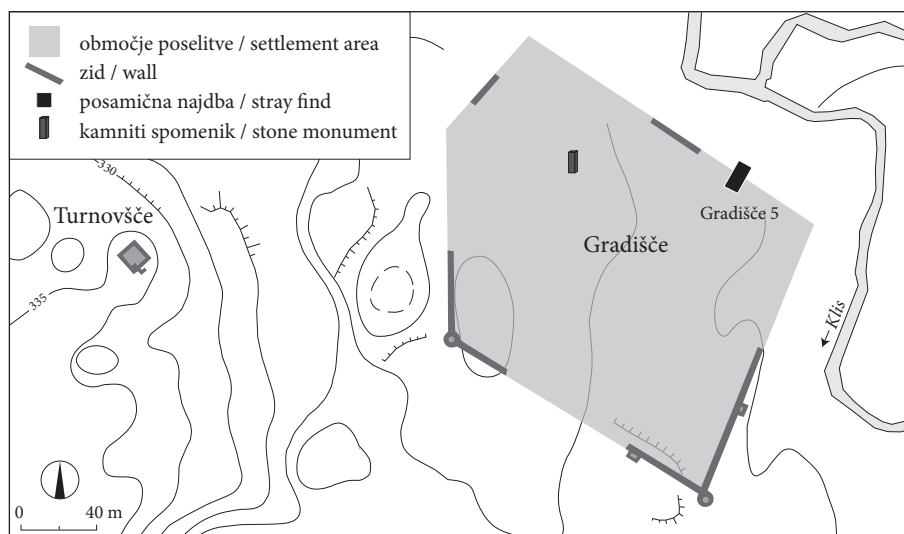 območje poselitve / settlement area
zid / wall
posamična najdba / stray find
kamniti spomenik / stone monument
330
Turnovšče
335
Gradišče 5
Gradišče
← Klis
0 40 m